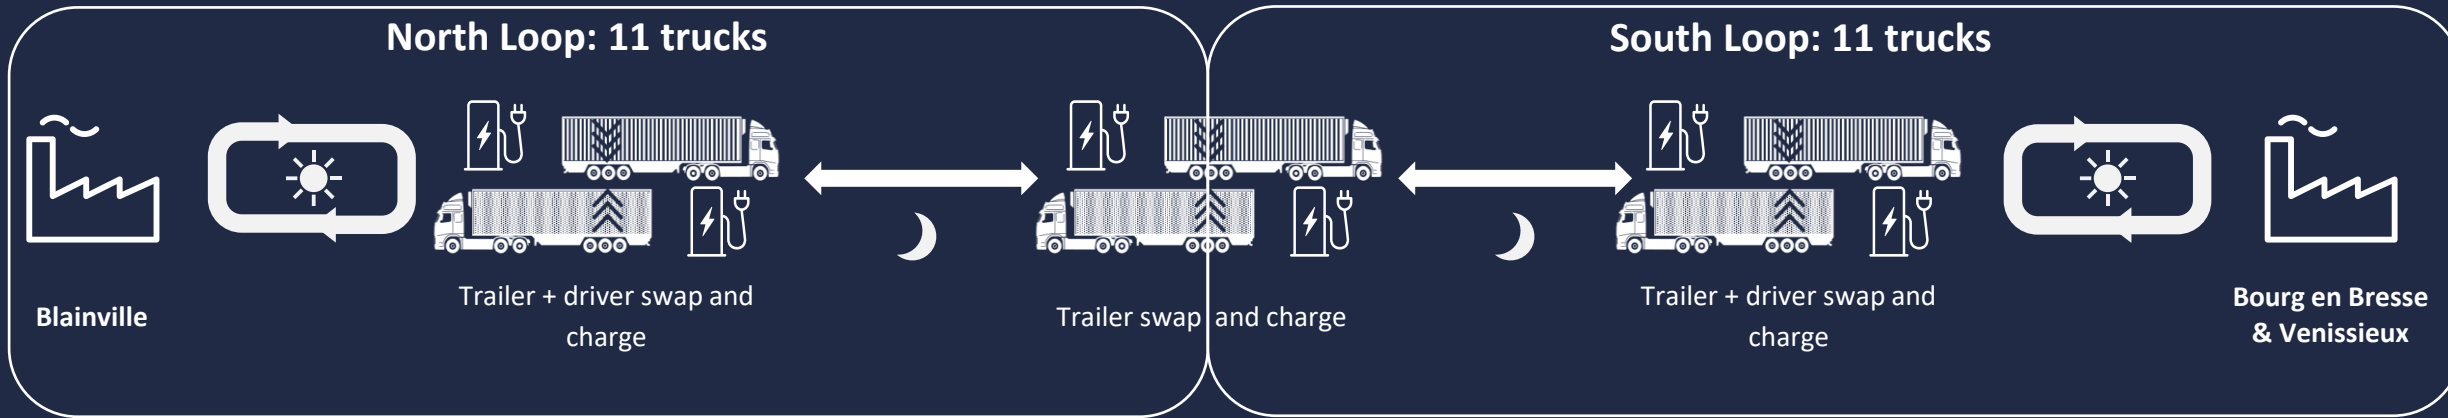 North Loop: 11 trucks
South Loop: 11 trucks
Blainville
Trailer + driver swap and
charge
Trailer swap and charge
Trailer + driver swap and
charge
Bourg en Bresse
& Venissieux